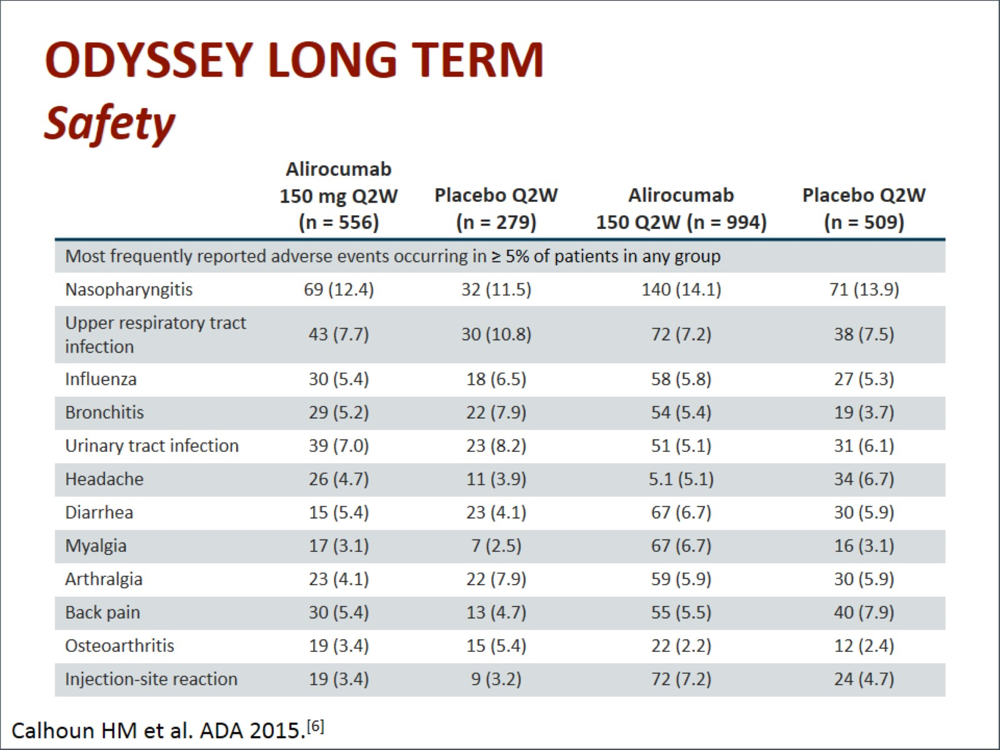 ODYSSEY LONG TERM
Safety
Alirocumab
150 mg Q2W
(n = 556)
Placebo Q2W
(n = 279)
Alirocumab
150 Q2W (n = 994)
Placebo Q2W
(n = 509)
Most frequently reported adverse events occurring in ≥ 5% of patients in any group
Nasopharyngitis 69 (12.4) 32 (11.5) 140 (14.1) 71 (13.9)
Upper respiratory tract
infection 43 (7.7) 30 (10.8) 72 (7.2) 38 (7.5)
Influenza 30 (5.4) 18 (6.5) 58 (5.8) 27 (5.3)
Bronchitis 29 (5.2) 22 (7.9) 54 (5.4) 19 (3.7)
Urinary tract infection 39 (7.0) 23 (8.2) 51 (5.1) 31 (6.1)
Headache 26 (4.7) 11 (3.9) 5.1 (5.1) 34 (6.7)
Diarrhea 15 (5.4) 23 (4.1) 67 (6.7) 30 (5.9)
Myalgia 17 (3.1) 7 (2.5) 67 (6.7) 16 (3.1)
Arthralgia 23 (4.1) 22 (7.9) 59 (5.9) 30 (5.9)
Back pain 30 (5.4) 13 (4.7) 55 (5.5) 40 (7.9)
Osteoarthritis 19 (3.4) 15 (5.4) 22 (2.2) 12 (2.4)
Injection-site reaction 19 (3.4) 9 (3.2) 72 (7.2) 24 (4.7)
Calhoun HM et al. ADA 2015.[6]